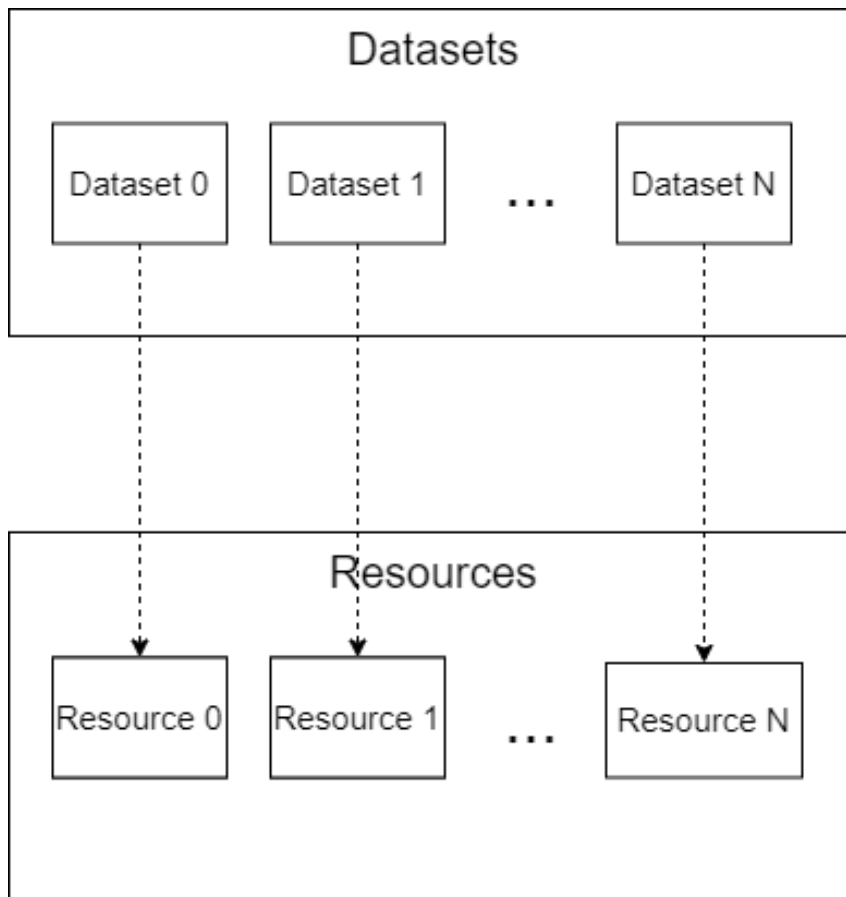 Datasets
Dataset 0 Dataset 1 ... Dataset N
Resources
Resource 0 Resource 1 ... Resource N